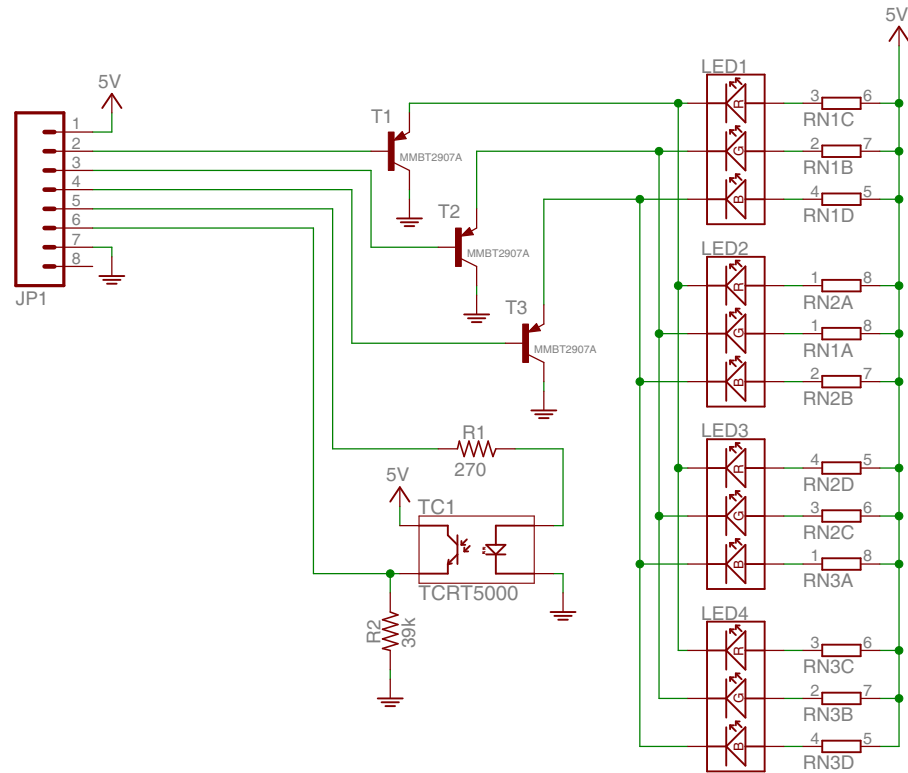 5V
LED1
R
3 6
RN1C
G
2 7
RN1B
B
4 5
RN1D
5V
1
2
3
4
5
6
7
8
JP1
T1
MMBT2907A
T2
MMBT2907A
T3
MMBT2907A
LED2
R
1 8
RN2A
G
1 8
RN1A
B
2 7
RN2B
LED3
R
4 5
RN2D
G
3 6
RN2C
B
1 8
RN3A
R1
270
5V
TC1
TCRT5000
R2
39k
LED4
R
3 6
RN3C
G
2 7
RN3B
B
4 5
RN3D